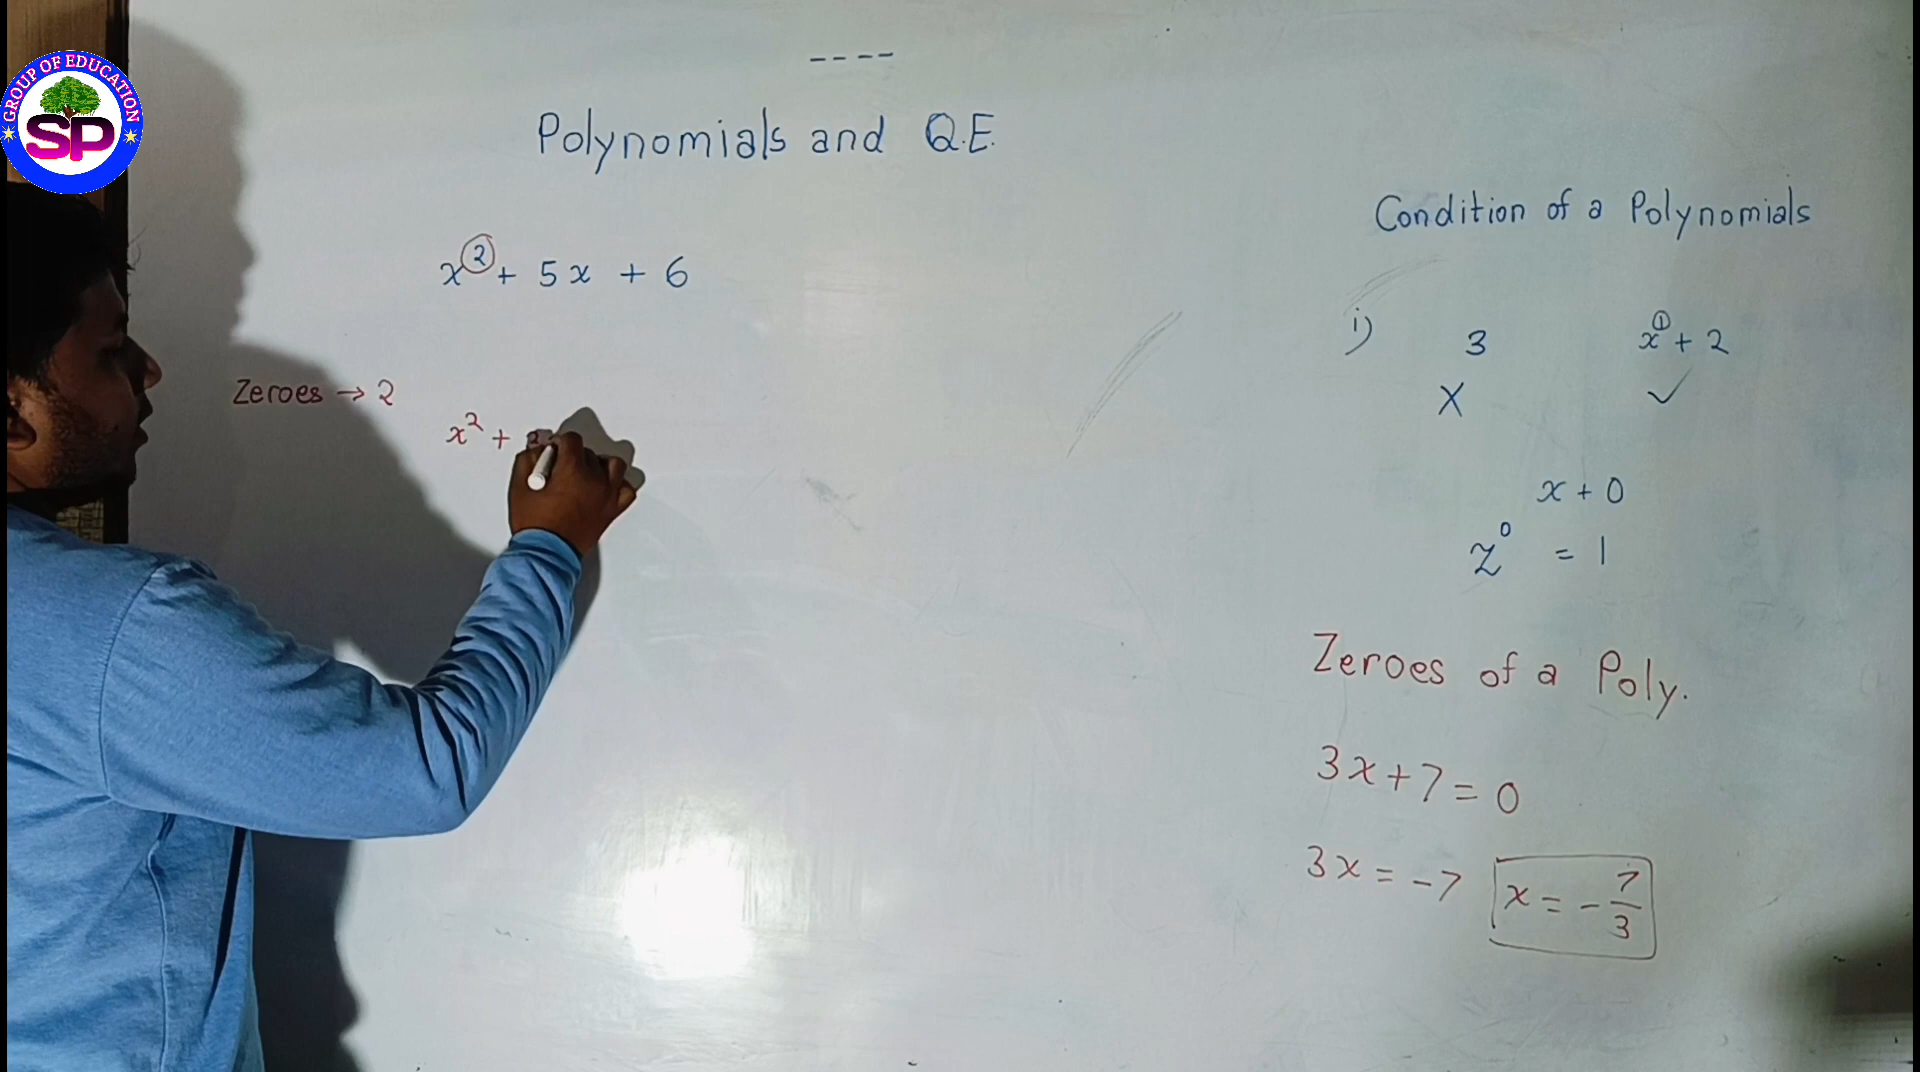 GROUP OF EDUCATION
SP
----
Polynomials and Q.E.
x² + 5x + 6
Zeroes → 2
x² +
Condition of a Polynomials
i) 3 x¹ + 2
X ✓
x + 0
z⁰ = 1
Zeroes of a Poly.
3x + 7 = 0
3x = -7 x = -7/3